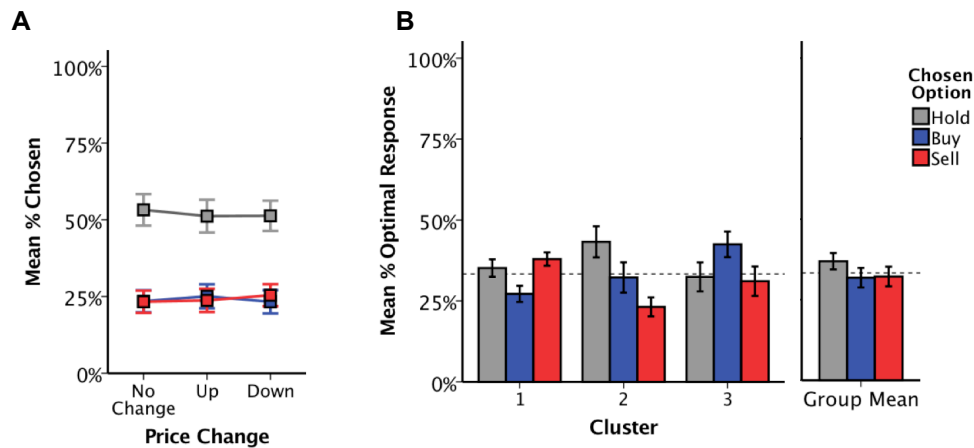 A
Mean % Chosen
100%
75%
50%
25%
0%
No
Change
Up
Down
Price Change
B
Mean % Optimal Response
100%
75%
50%
25%
0%
1
2
3
Cluster
Group Mean
Chosen
Option
Hold
Buy
Sell